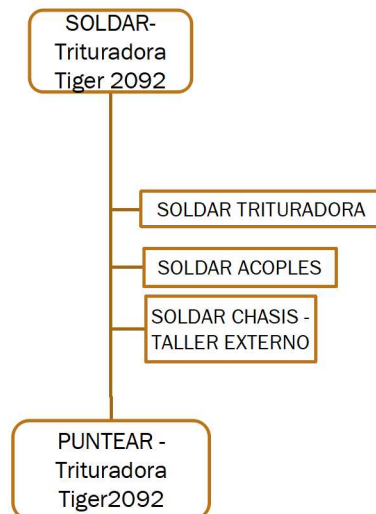 SOLDAR-
Trituradora
Tiger 2092
SOLDAR TRITURADORA
SOLDAR ACOPLES
SOLDAR CHASIS -
TALLER EXTERNO
PUNTEAR -
Trituradora
Tiger2092